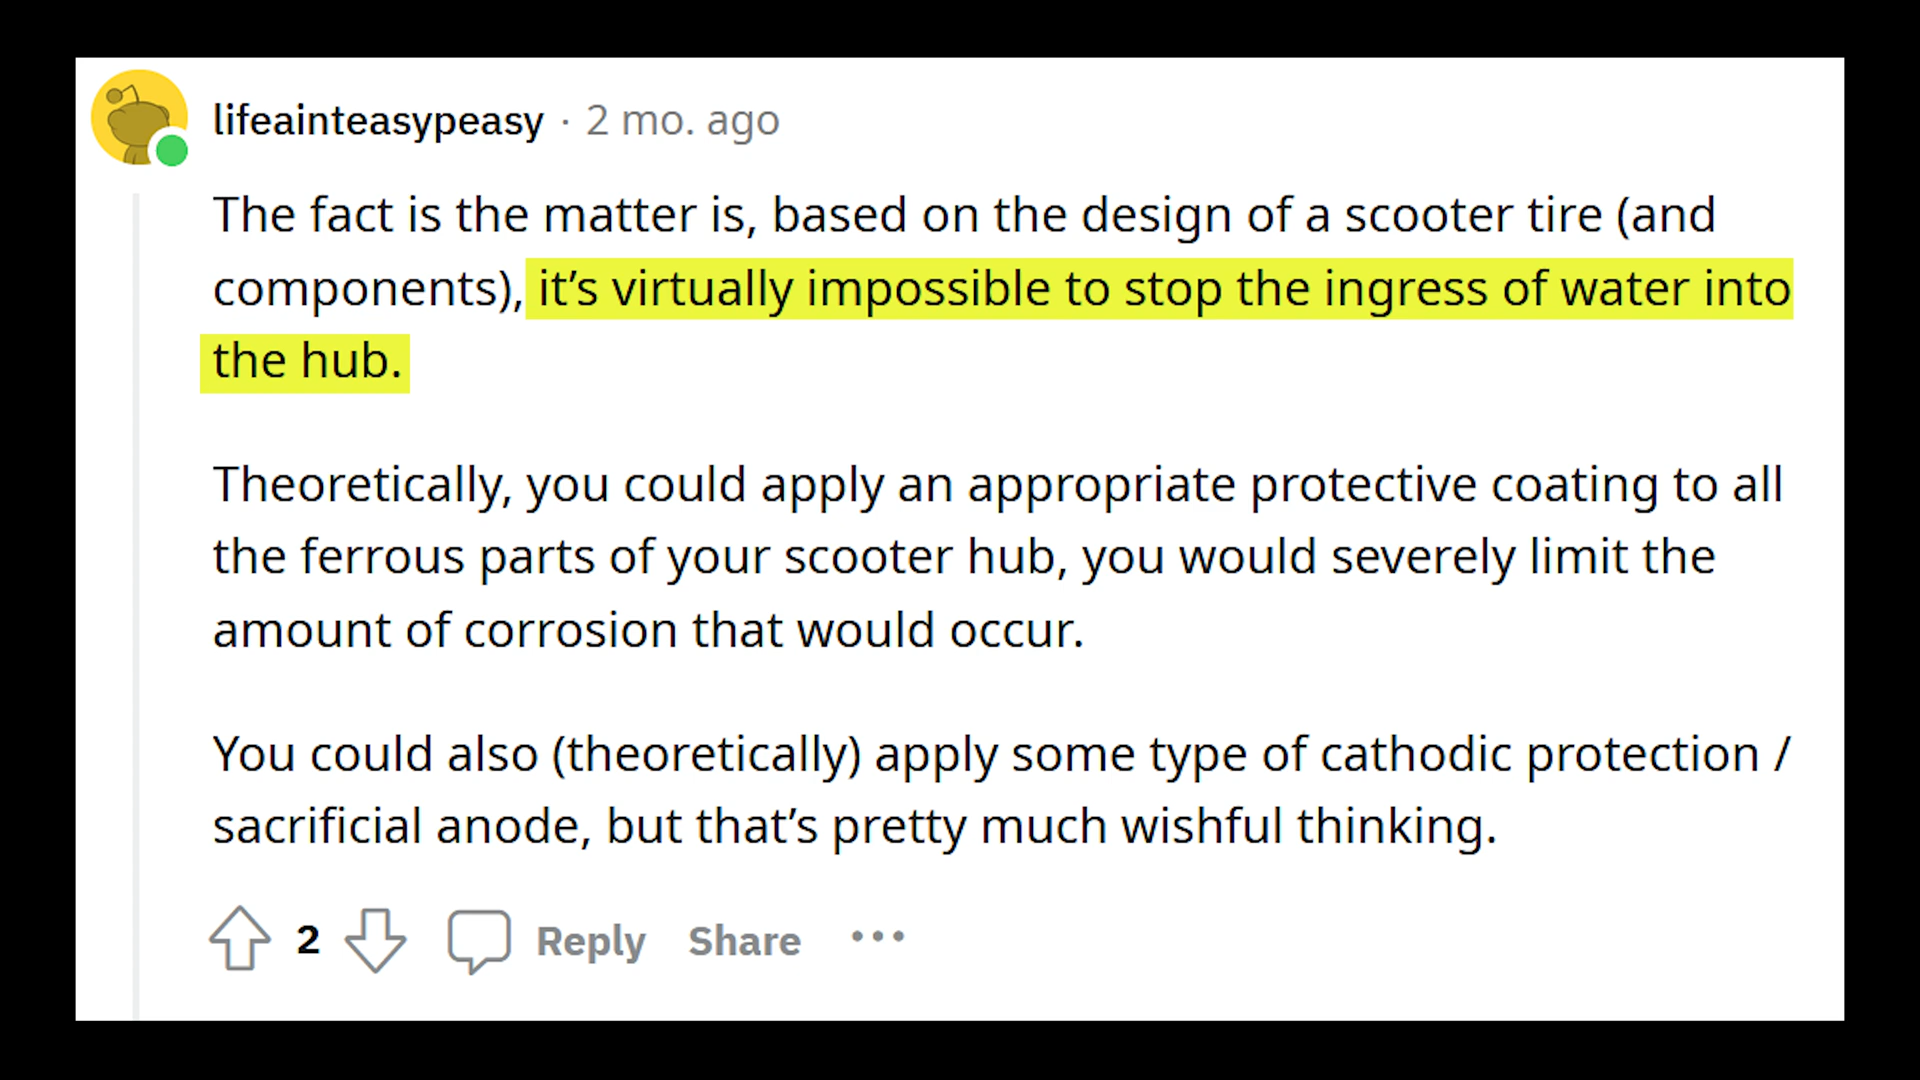 lifeainteasypeasy · 2 mo. ago
The fact is the matter is, based on the design of a scooter tire (and
components), it’s virtually impossible to stop the ingress of water into
the hub.
Theoretically, you could apply an appropriate protective coating to all
the ferrous parts of your scooter hub, you would severely limit the
amount of corrosion that would occur.
You could also (theoretically) apply some type of cathodic protection /
sacrificial anode, but that’s pretty much wishful thinking.
2 Reply Share ···